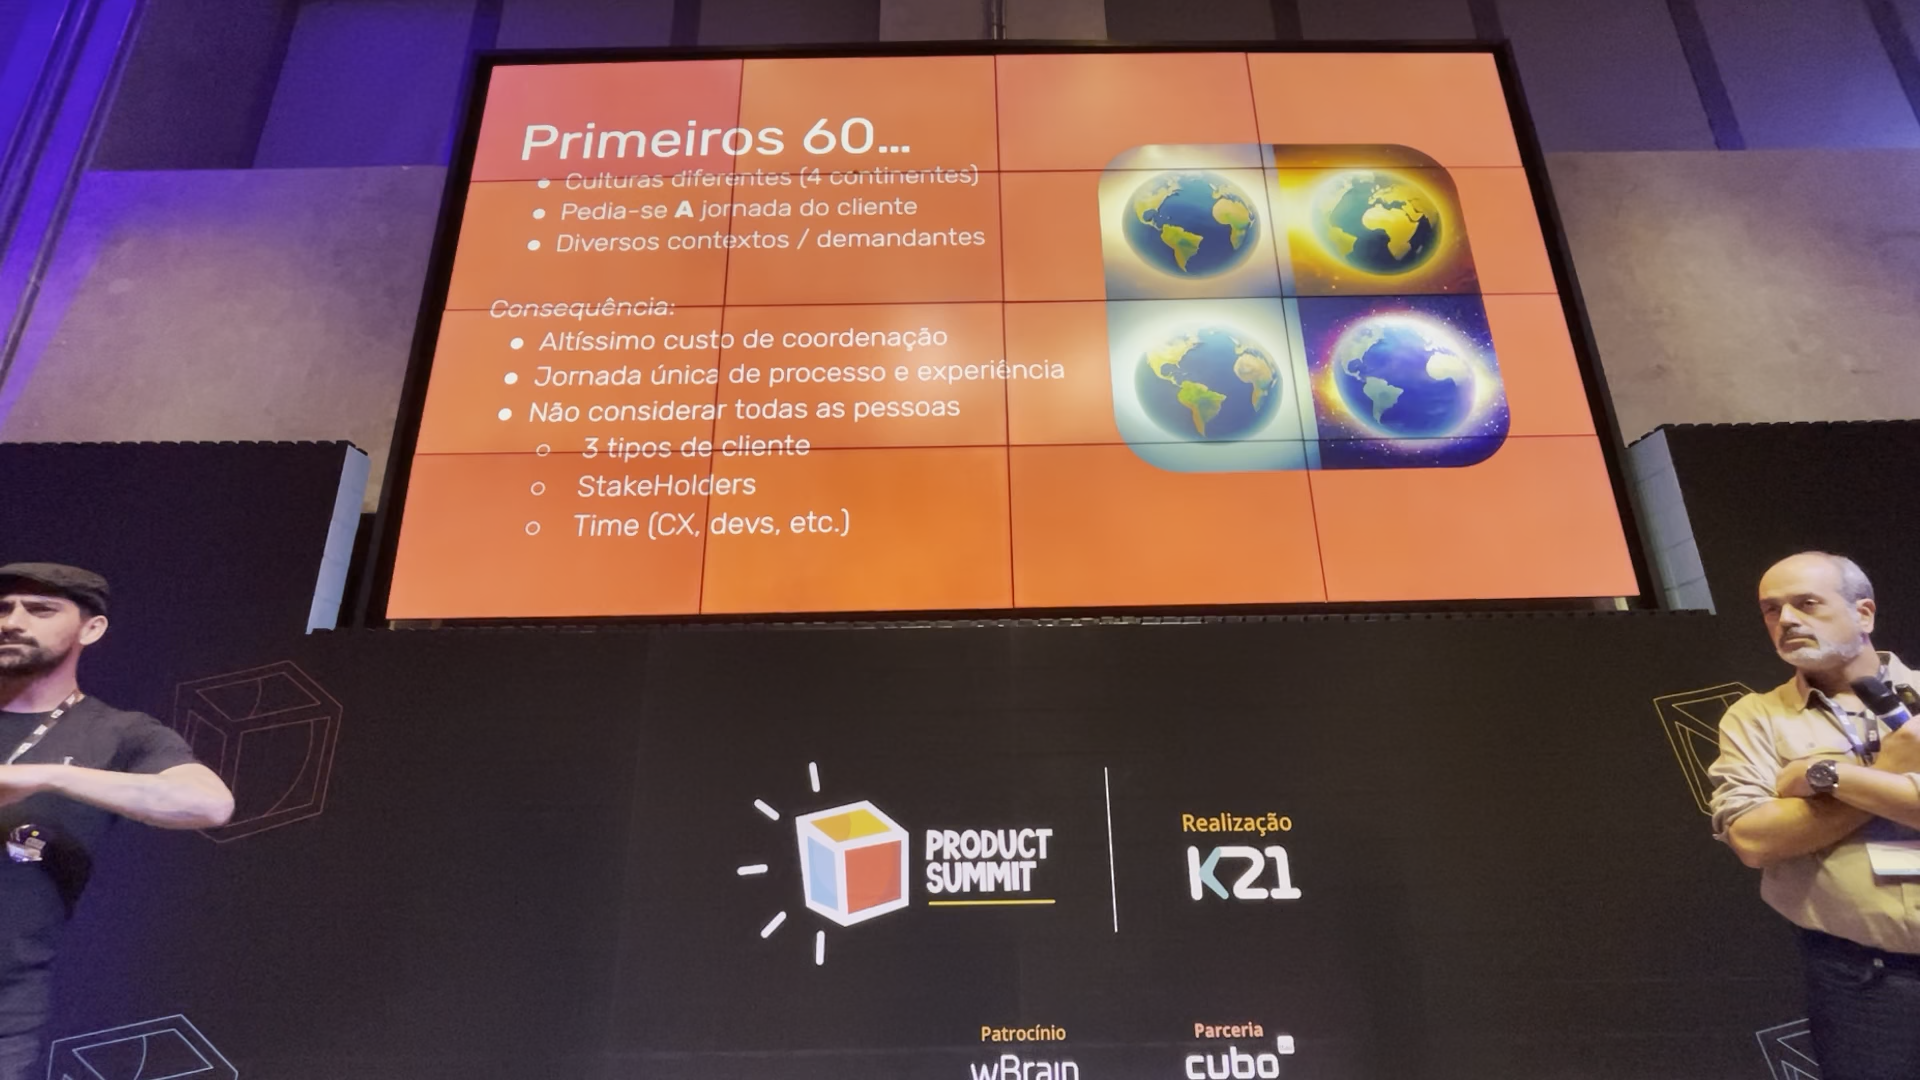 Primeiros 60...
Culturas diferentes (4 continentes)
Pedia-se A jornada do cliente
Diversos contextos / demandantes
Consequência:
Altíssimo custo de coordenação
Jornada única de processo e experiência
Não considerar todas as pessoas
3 tipos de cliente
StakeHolders
Time (CX, devs, etc.)
PRODUCT
SUMMIT
Realização
K21
Patrocínio
wBrain
Parceria
cubo